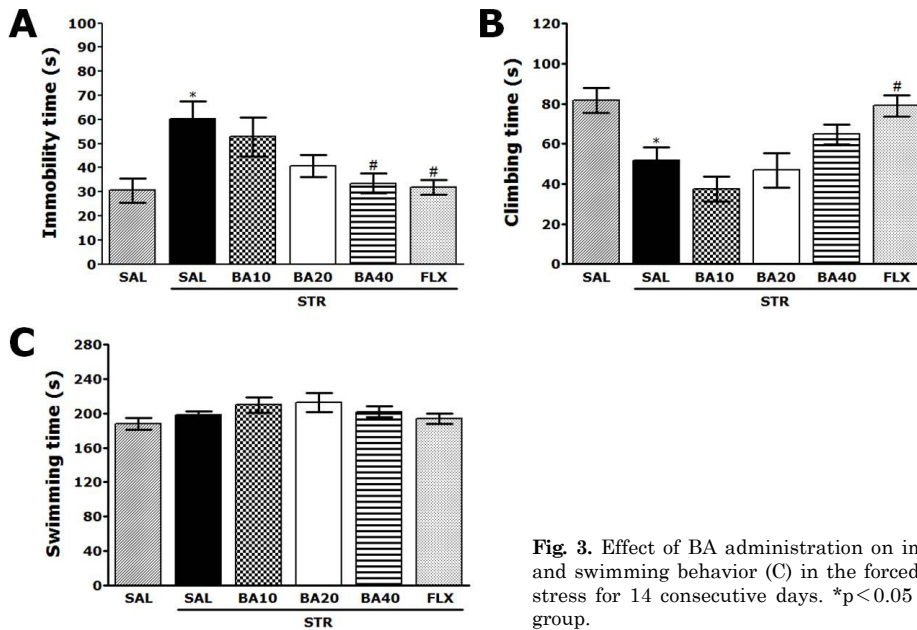 A
Immobility time (s)
100
90
80
70
60
50
40
30
20
10
0
*
#
#
SAL
SAL BA10 BA20 BA40 FLX
STR
B
Climbing time (s)
120
100
80
60
40
20
0
*
#
SAL
SAL BA10 BA20 BA40 FLX
STR
C
Swimming time (s)
280
240
200
160
120
80
40
0
SAL
SAL BA10 BA20 BA40 FLX
STR
Fig. 3. Effect of BA administration on
and swimming behavior (C) in the forced
stress for 14 consecutive days. *p<0.05
group.